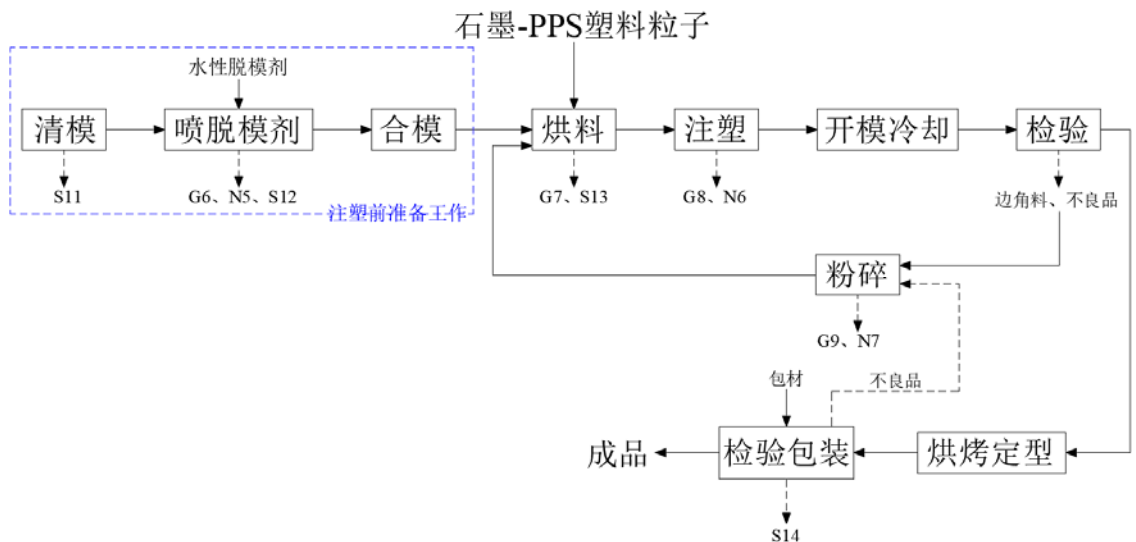 石墨-PPS塑料粒子
水性脱模剂
清模
喷脱模剂
合模
烘料
注塑
开模冷却
检验
S11
G6、N5、S12
G7、S13
G8、N6
边角料、不良品
注塑前准备工作
粉碎
G9、N7
包材
不良品
成品
检验包装
烘烤定型
S14